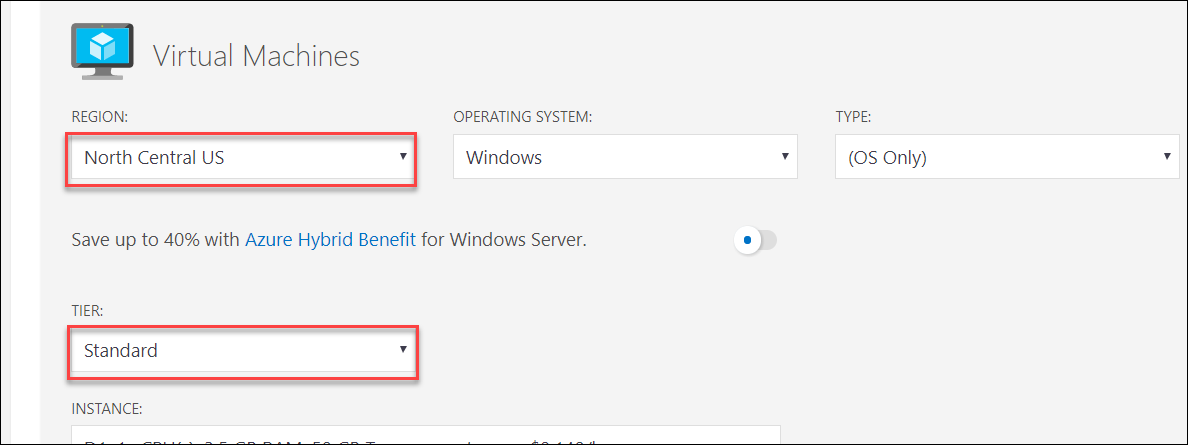 Virtual Machines
REGION: OPERATING SYSTEM: TYPE:
North Central US Windows (OS Only)
Save up to 40% with Azure Hybrid Benefit for Windows Server.
TIER:
Standard
INSTANCE: